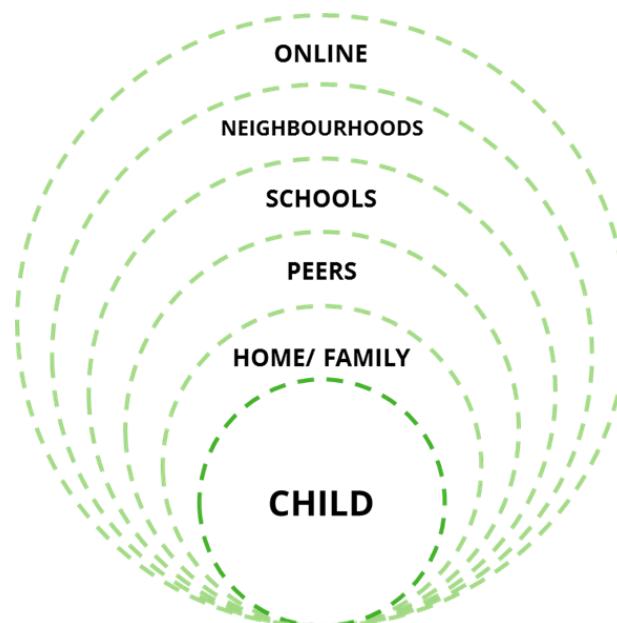 ONLINE
NEIGHBOURHOODS
SCHOOLS
PEERS
HOME/ FAMILY
CHILD